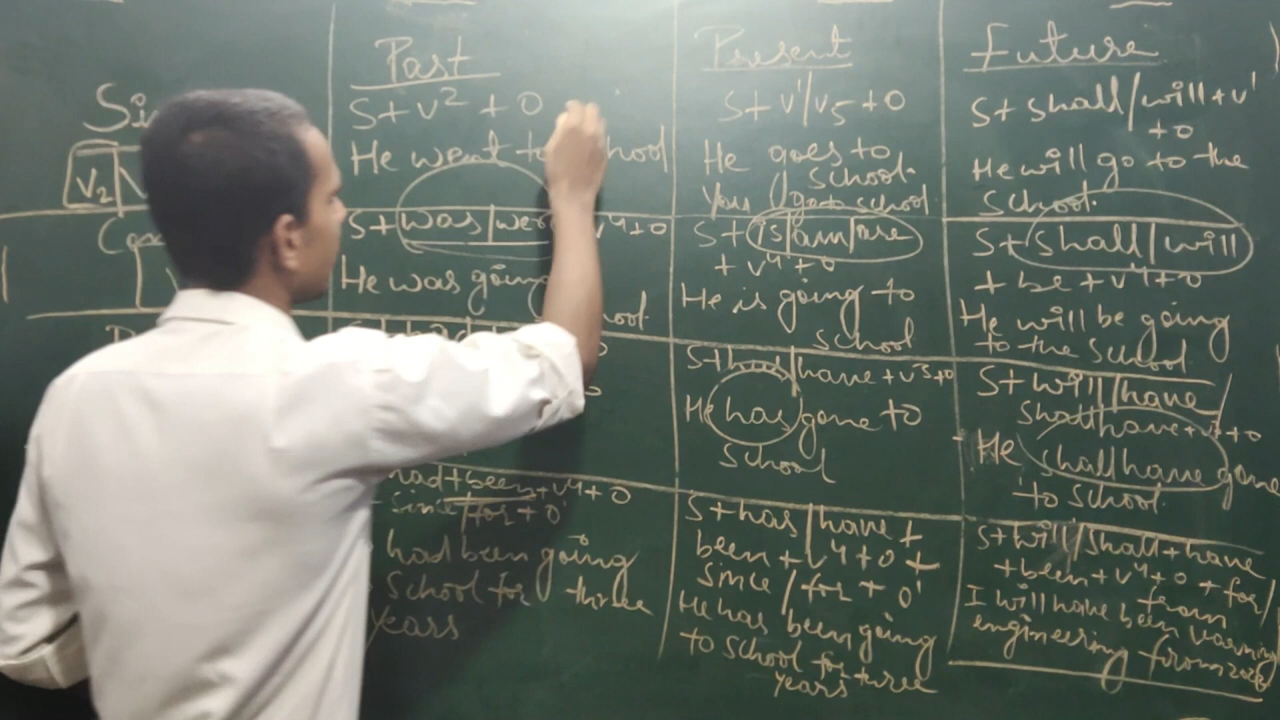 Past
Present
Future
S+V² + O
S+V¹/V5+O
S+ shall/will+V¹
+O
He went to
He goes to
School.
He will go to the
School.
V2
You go to school
S+was/were V⁴+O
S+is/am/are
+ V⁴+O
S+shall/will
+ be+V⁴+O
He was going
He is going to
School
He will be going
to the School
S+has/have+V³+O
S+will/have/
Shall have+V³+O
He has gone to
School
He shall have gone
to School.
had+been+V⁴+O
Since/for+O'
S+has/have+
been+V⁴+O+
Since/for+O'
S+will/Shall+have
+been+V⁴+O+for/
from
had been going
School for three
years
He has been going
to School for three
years
I will have been
engineering from